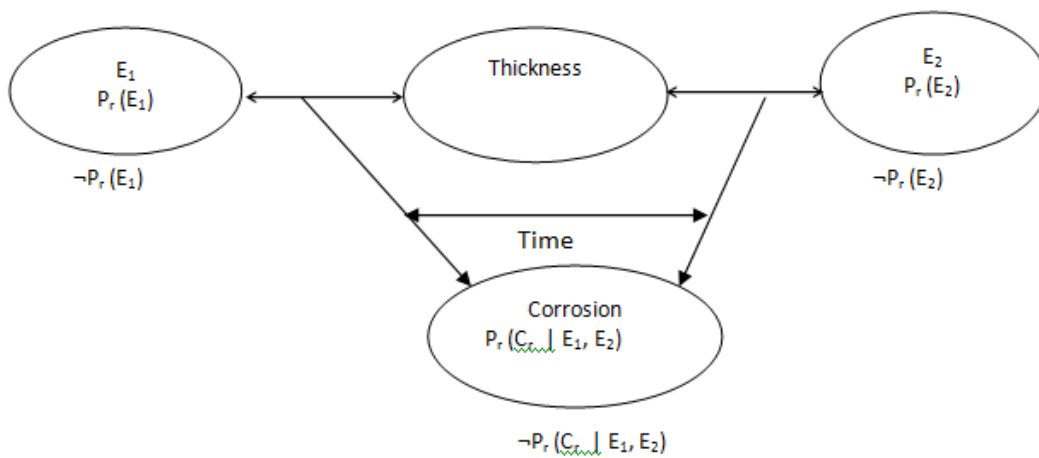 E₁
Pᵣ (E₁)
¬Pᵣ (E₁)
Thickness
E₂
Pᵣ (E₂)
¬Pᵣ (E₂)
Time
Corrosion
Pᵣ (Cᵣ | E₁, E₂)
¬Pᵣ (Cᵣ | E₁, E₂)